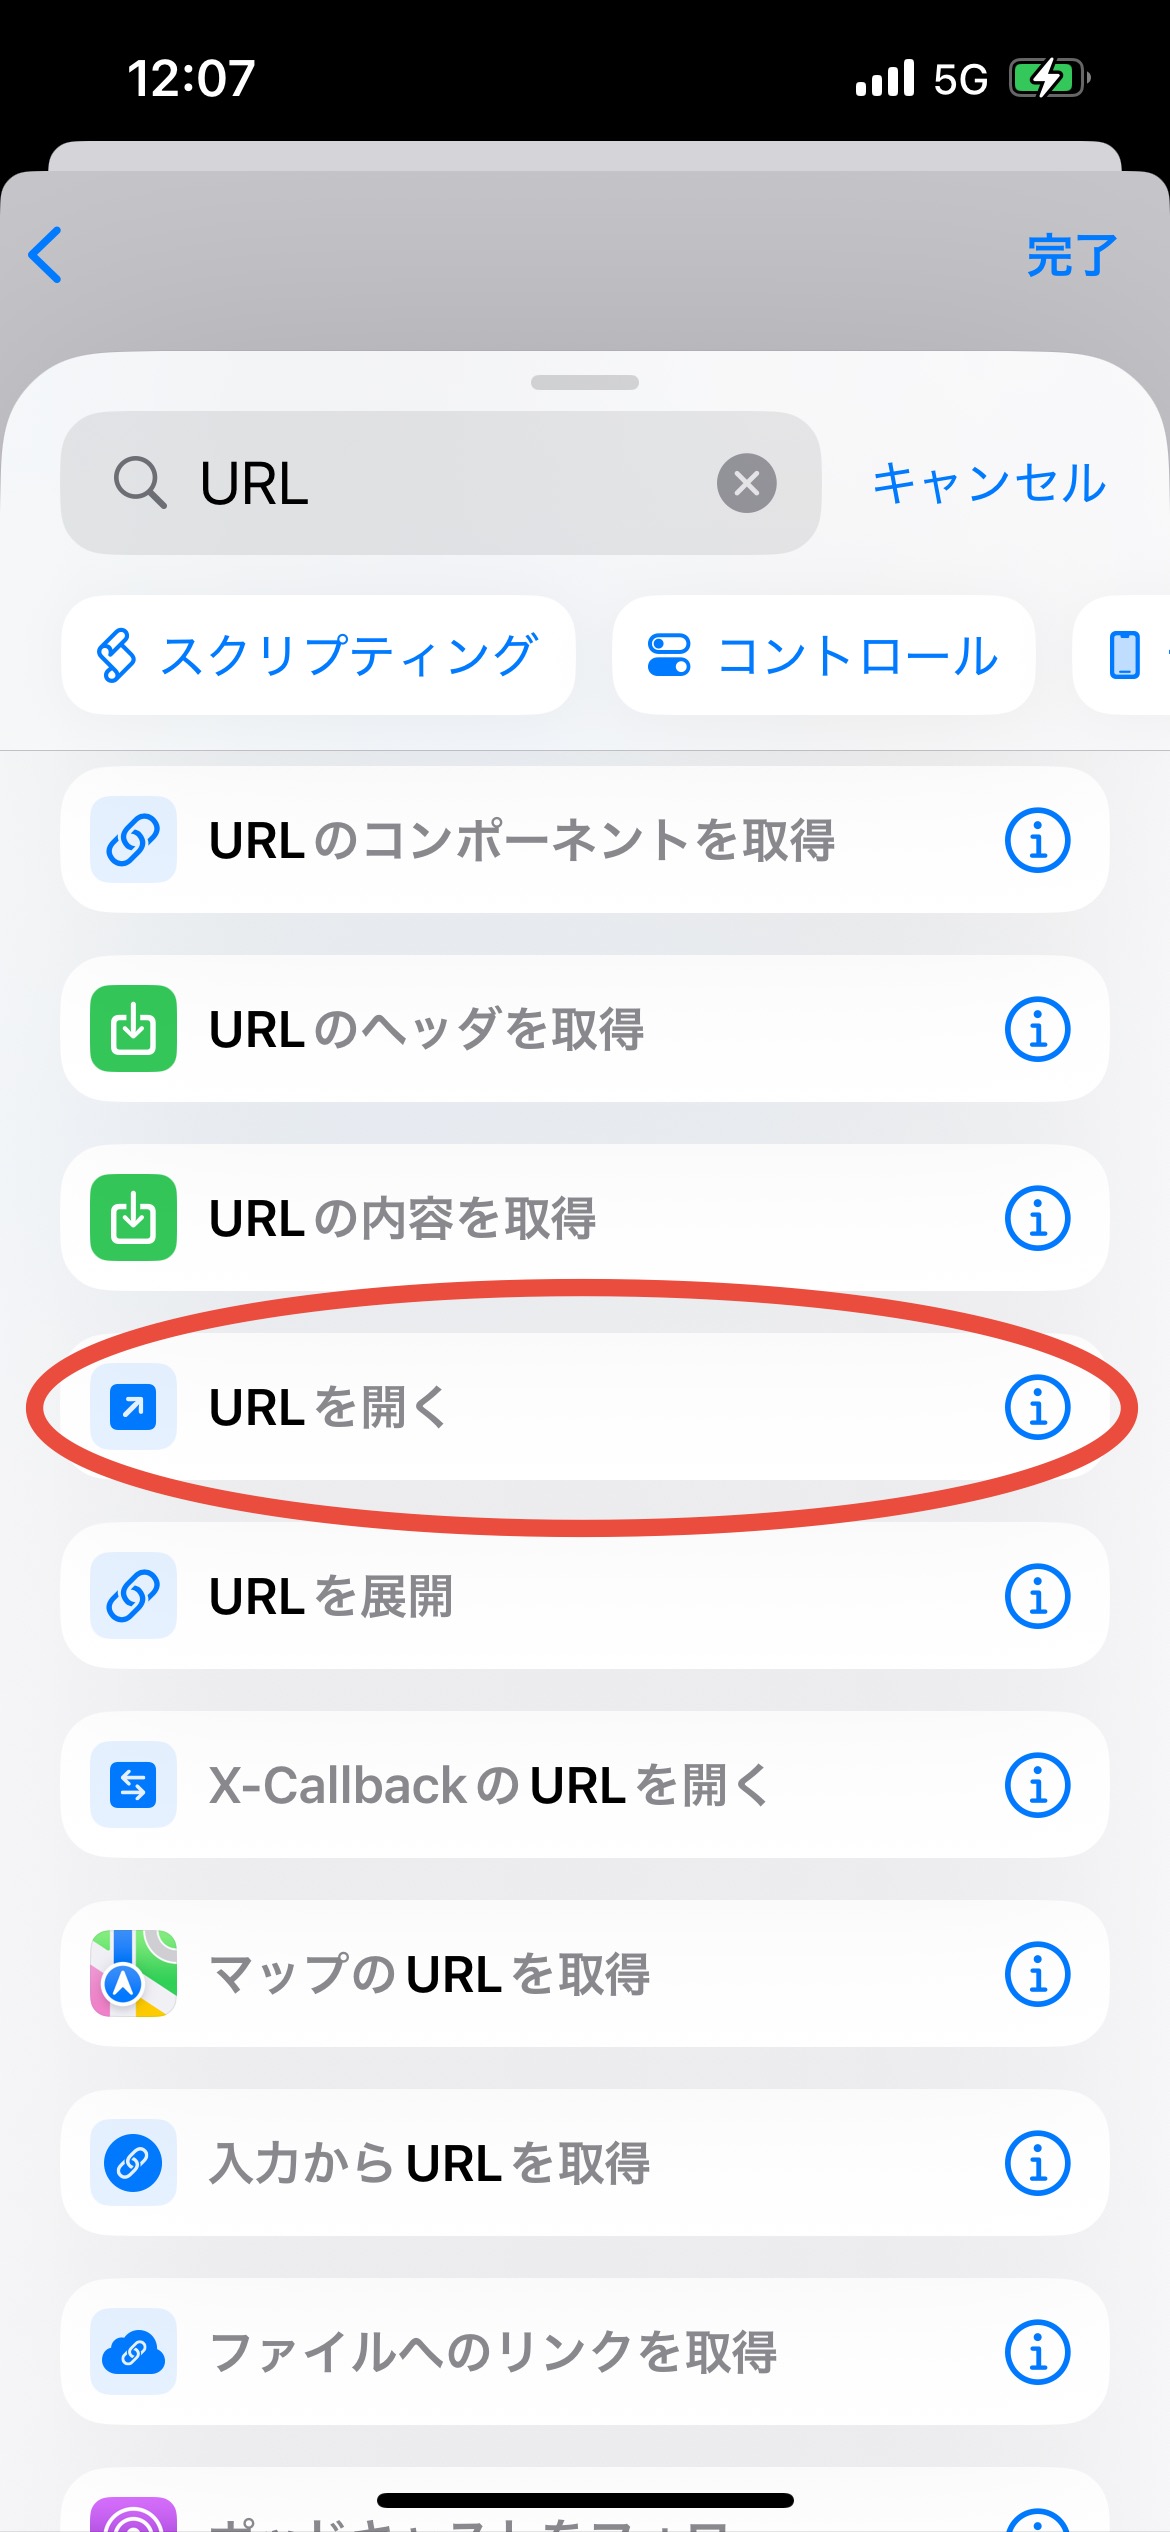 12:07 5G
完了
URL キャンセル
スクリプティング コントロール
URLのコンポーネントを取得
URLのヘッダを取得
URLの内容を取得
URLを開く
URLを展開
X-CallbackのURLを開く
マップのURLを取得
入力からURLを取得
ファイルへのリンクを取得